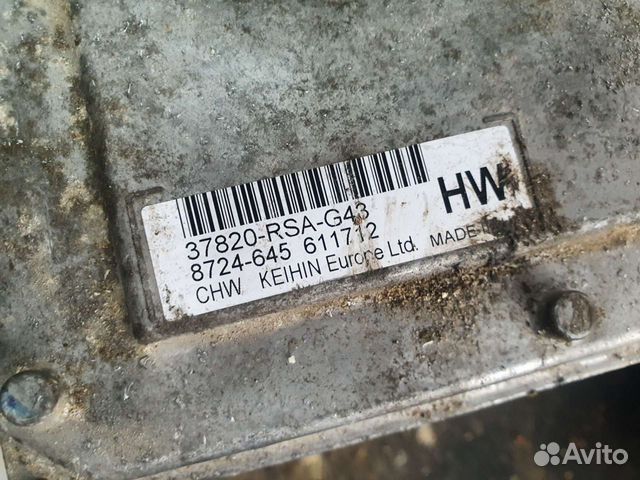 37820-RSA-G43
8724-645 611712
CHW KEIHIN Europe Ltd. MADE
HW
Avito